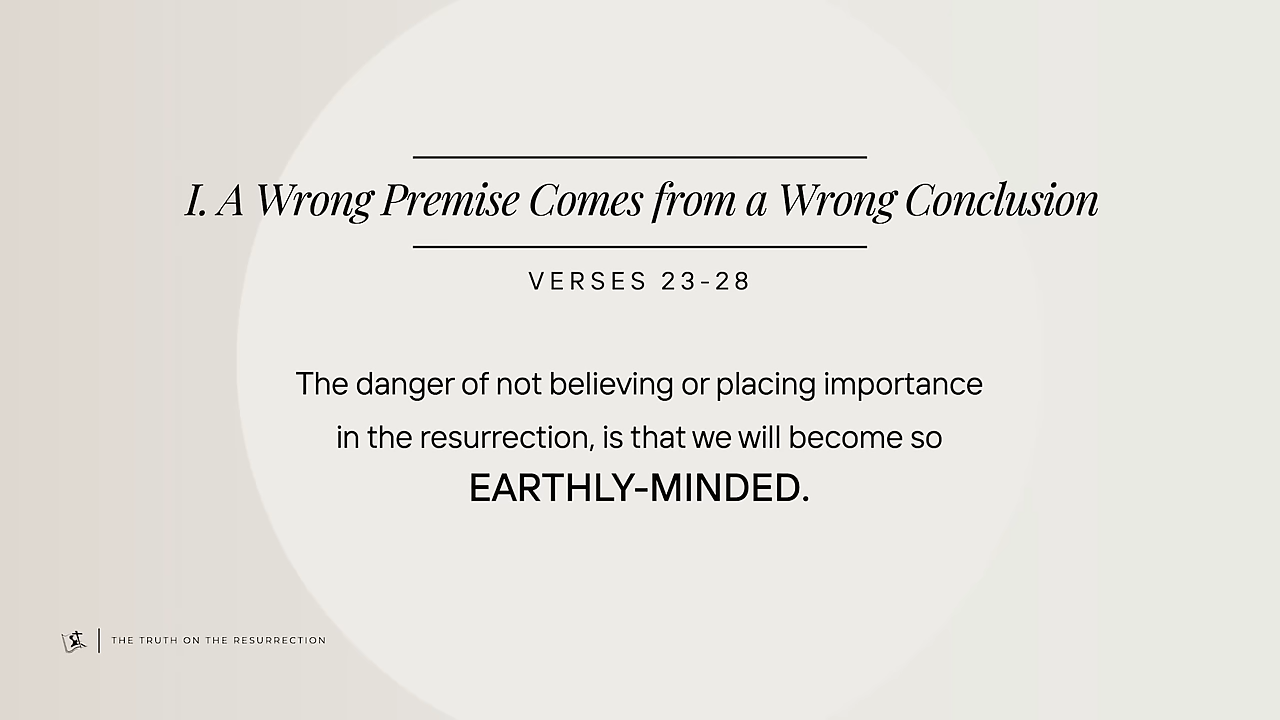 I. A Wrong Premise Comes from a Wrong Conclusion
VERSES 23-28
The danger of not believing or placing importance
in the resurrection, is that we will become so
EARTHLY-MINDED.
THE TRUTH ON THE RESURRECTION